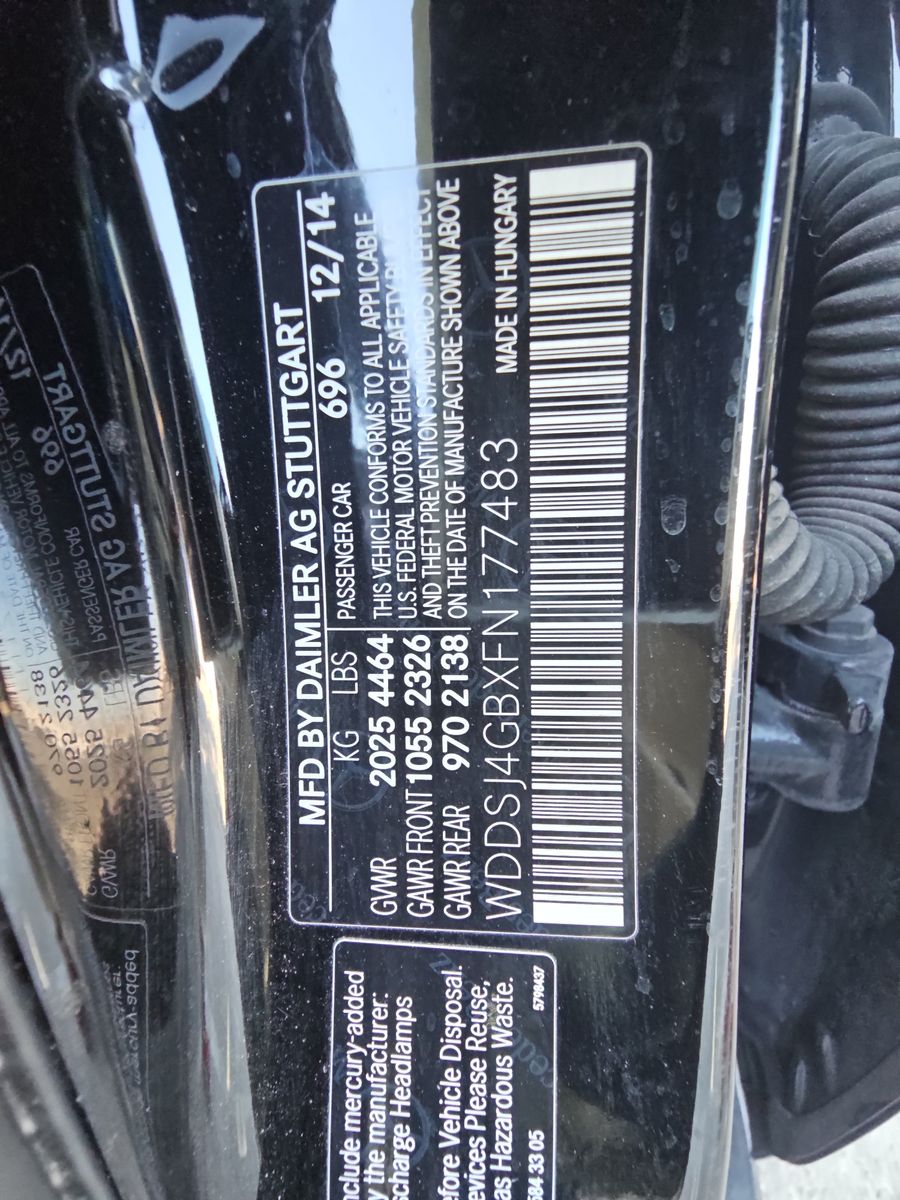 MFD BY DAIMLER AG STUTTGART
KG LBS PASSENGER CAR 696 12/14
GVWR 2025 4464 THIS VEHICLE CONFORMS TO ALL APPLICABLE
GAWR FRONT 1055 2326 U.S. FEDERAL MOTOR VEHICLE SAFETY
AND THEFT PREVENTION STANDARDS IN EFFECT
GAWR REAR 970 2138 ON THE DATE OF MANUFACTURE SHOWN ABOVE
MADE IN HUNGARY
WDDSJ4GBXFN177483
nclude mercury-added
y the manufacturer:
scharge Headlamps
efore Vehicle Disposal.
evices Please Reuse,
as Hazardous Waste.
584 33 05 5798437